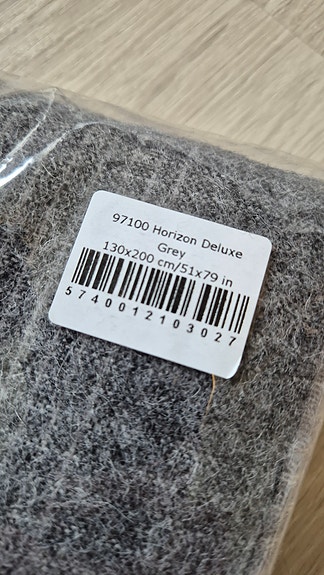 97100 Horizon Deluxe
Grey
130x200 cm/51x79 in
5740012103027